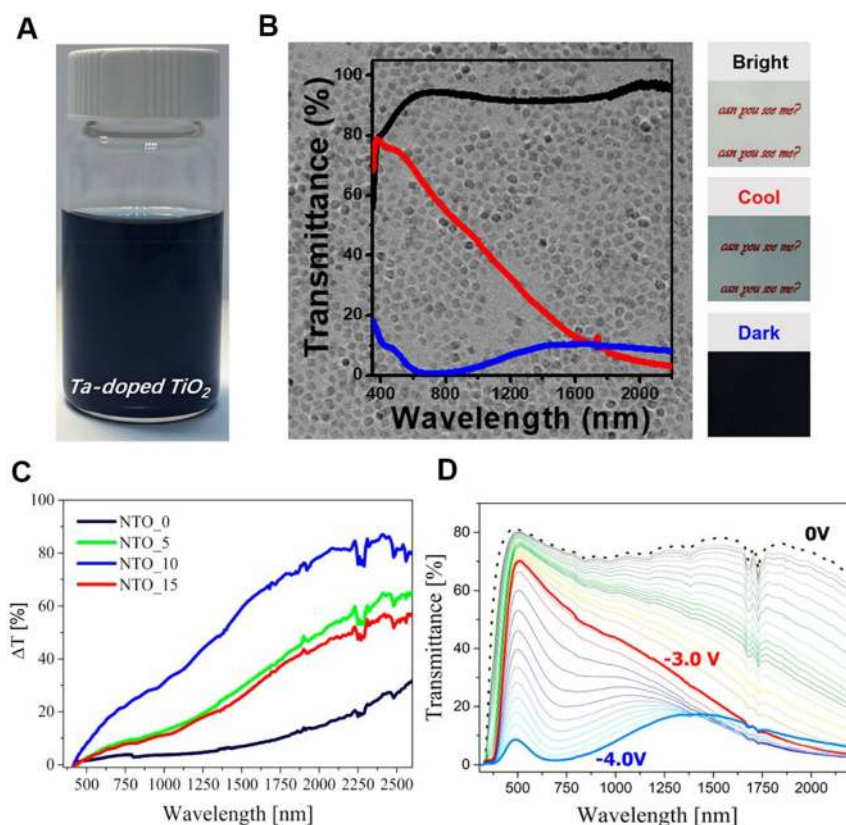 A
Ta-doped TiO₂
B
Transmittance (%)
100
80
60
40
20
0
400
800
1200
1600
2000
Wavelength (nm)
Bright
can you see me?
can you see me?
Cool
can you see me?
can you see me?
Dark
C
ΔT [%]
100
80
60
40
20
0
NTO_0
NTO_5
NTO_10
NTO_15
500
750
1000
1250
1500
1750
2000
2250
2500
Wavelength [nm]
D
Transmittance [%]
80
60
40
20
0
0V
-3.0 V
-4.0V
500
750
1000
1250
1500
1750
2000
Wavelength [nm]